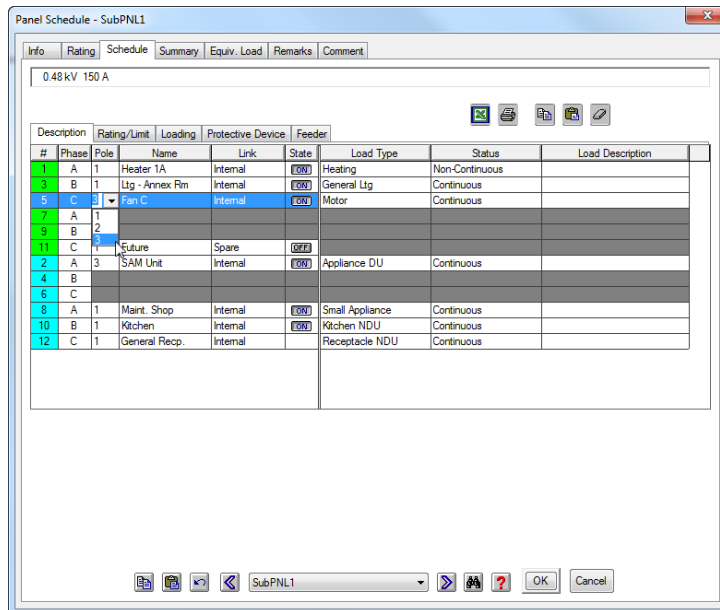 Panel Schedule - SubPNL1
Info Rating Schedule Summary Equiv. Load Remarks Comment
0.48 kV 150 A
Description Rating/Limit Loading Protective Device Feeder
# Phase Pole Name Link State Load Type Status Load Description
1 A 1 Heater 1A Internal ON Heating Non-Continuous
3 B 1 Ltg - Annex Rm Internal ON General Ltg Continuous
5 C 3 Fan C Internal ON Motor Continuous
7 A 1
9 B 2
11 C 3 Future Spare OFF
2 A 3 SAM Unit Internal ON Appliance DU Continuous
4 B
6 C
8 A 1 Maint. Shop Internal ON Small Appliance Continuous
10 B 1 Kitchen Internal ON Kitchen NDU Continuous
12 C 1 General Recp. Internal Receptacle NDU Continuous
SubPNL1 ? OK Cancel